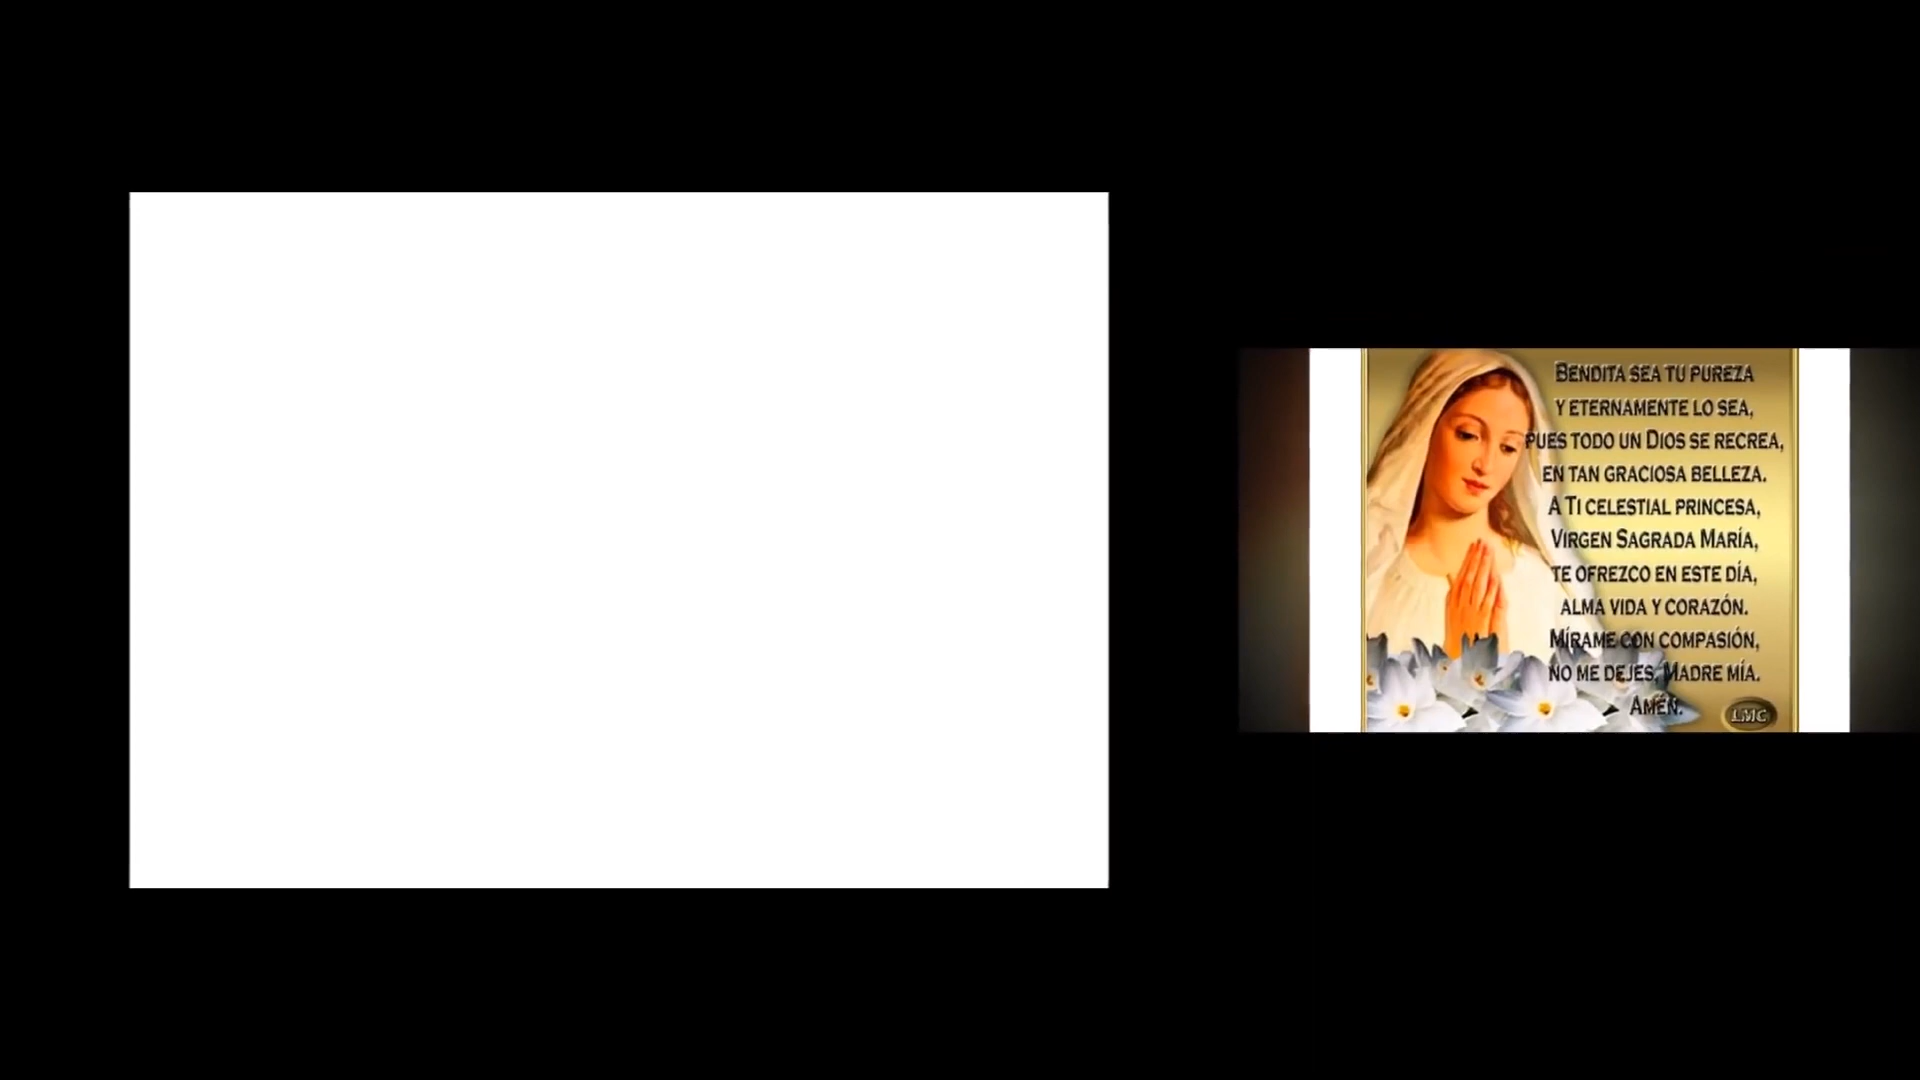 BENDITA SEA TU PUREZA
Y ETERNAMENTE LO SEA,
PUES TODO UN DIOS SE RECREA,
EN TAN GRACIOSA BELLEZA.
A TI CELESTIAL PRINCESA,
VIRGEN SAGRADA MARÍA,
TE OFREZCO EN ESTE DÍA,
ALMA VIDA Y CORAZÓN.
MÍRAME CON COMPASIÓN,
NO ME DEJES, MADRE MÍA.
AMÉN.
LMC